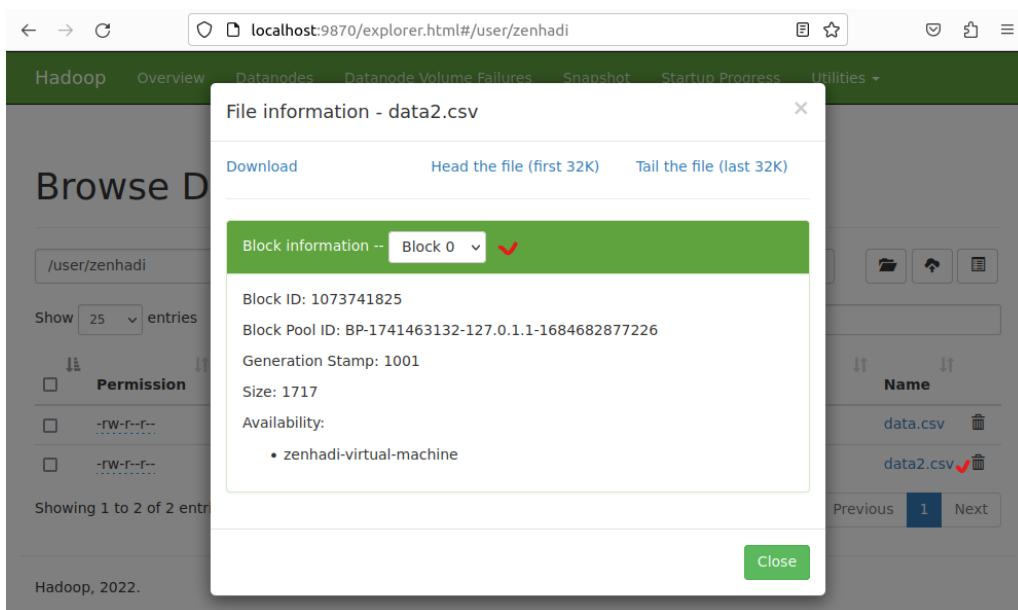 localhost:9870/explorer.html#/user/zenhadi
Hadoop Overview Datanodes Datanode Volume Failures Snapshot Startup Progress Utilities
File information - data2.csv ×
Download Head the file (first 32K) Tail the file (last 32K)
Browse D
Block information -- Block 0
/user/zenhadi
Block ID: 1073741825
Block Pool ID: BP-1741463132-127.0.1.1-1684682877226
Show 25 entries
Generation Stamp: 1001
Size: 1717
Permission Name
Availability:
-rw-r--r-- data.csv
• zenhadi-virtual-machine
-rw-r--r-- data2.csv
Showing 1 to 2 of 2 entr Previous 1 Next
Close
Hadoop, 2022.